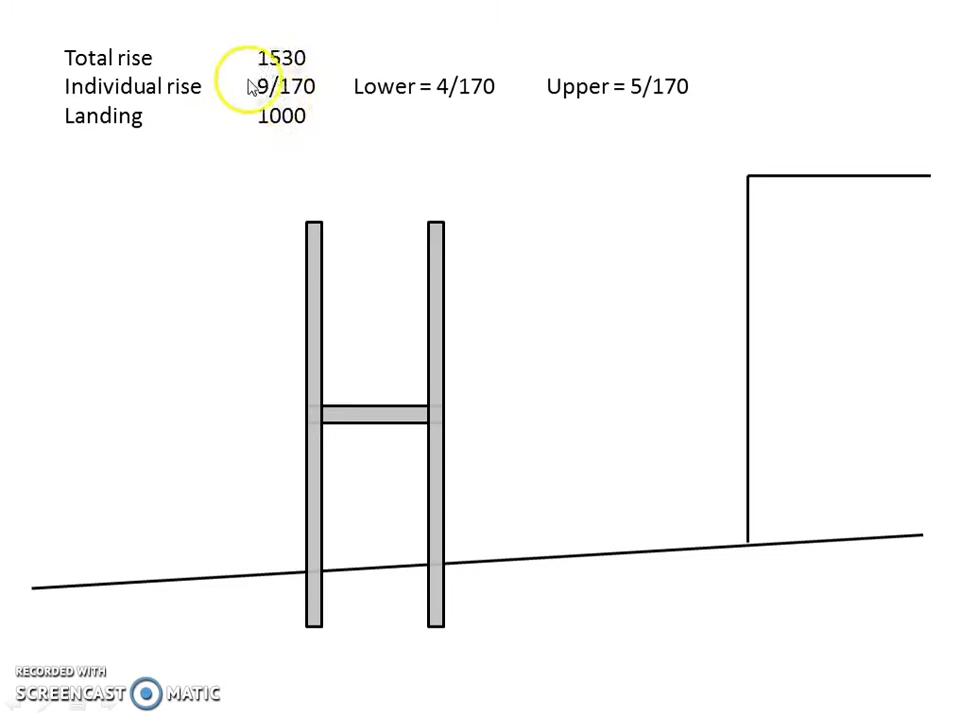 Total rise 1530
Individual rise 9/170 Lower = 4/170 Upper = 5/170
Landing 1000
RECORDED WITH
SCREENCAST MATIC